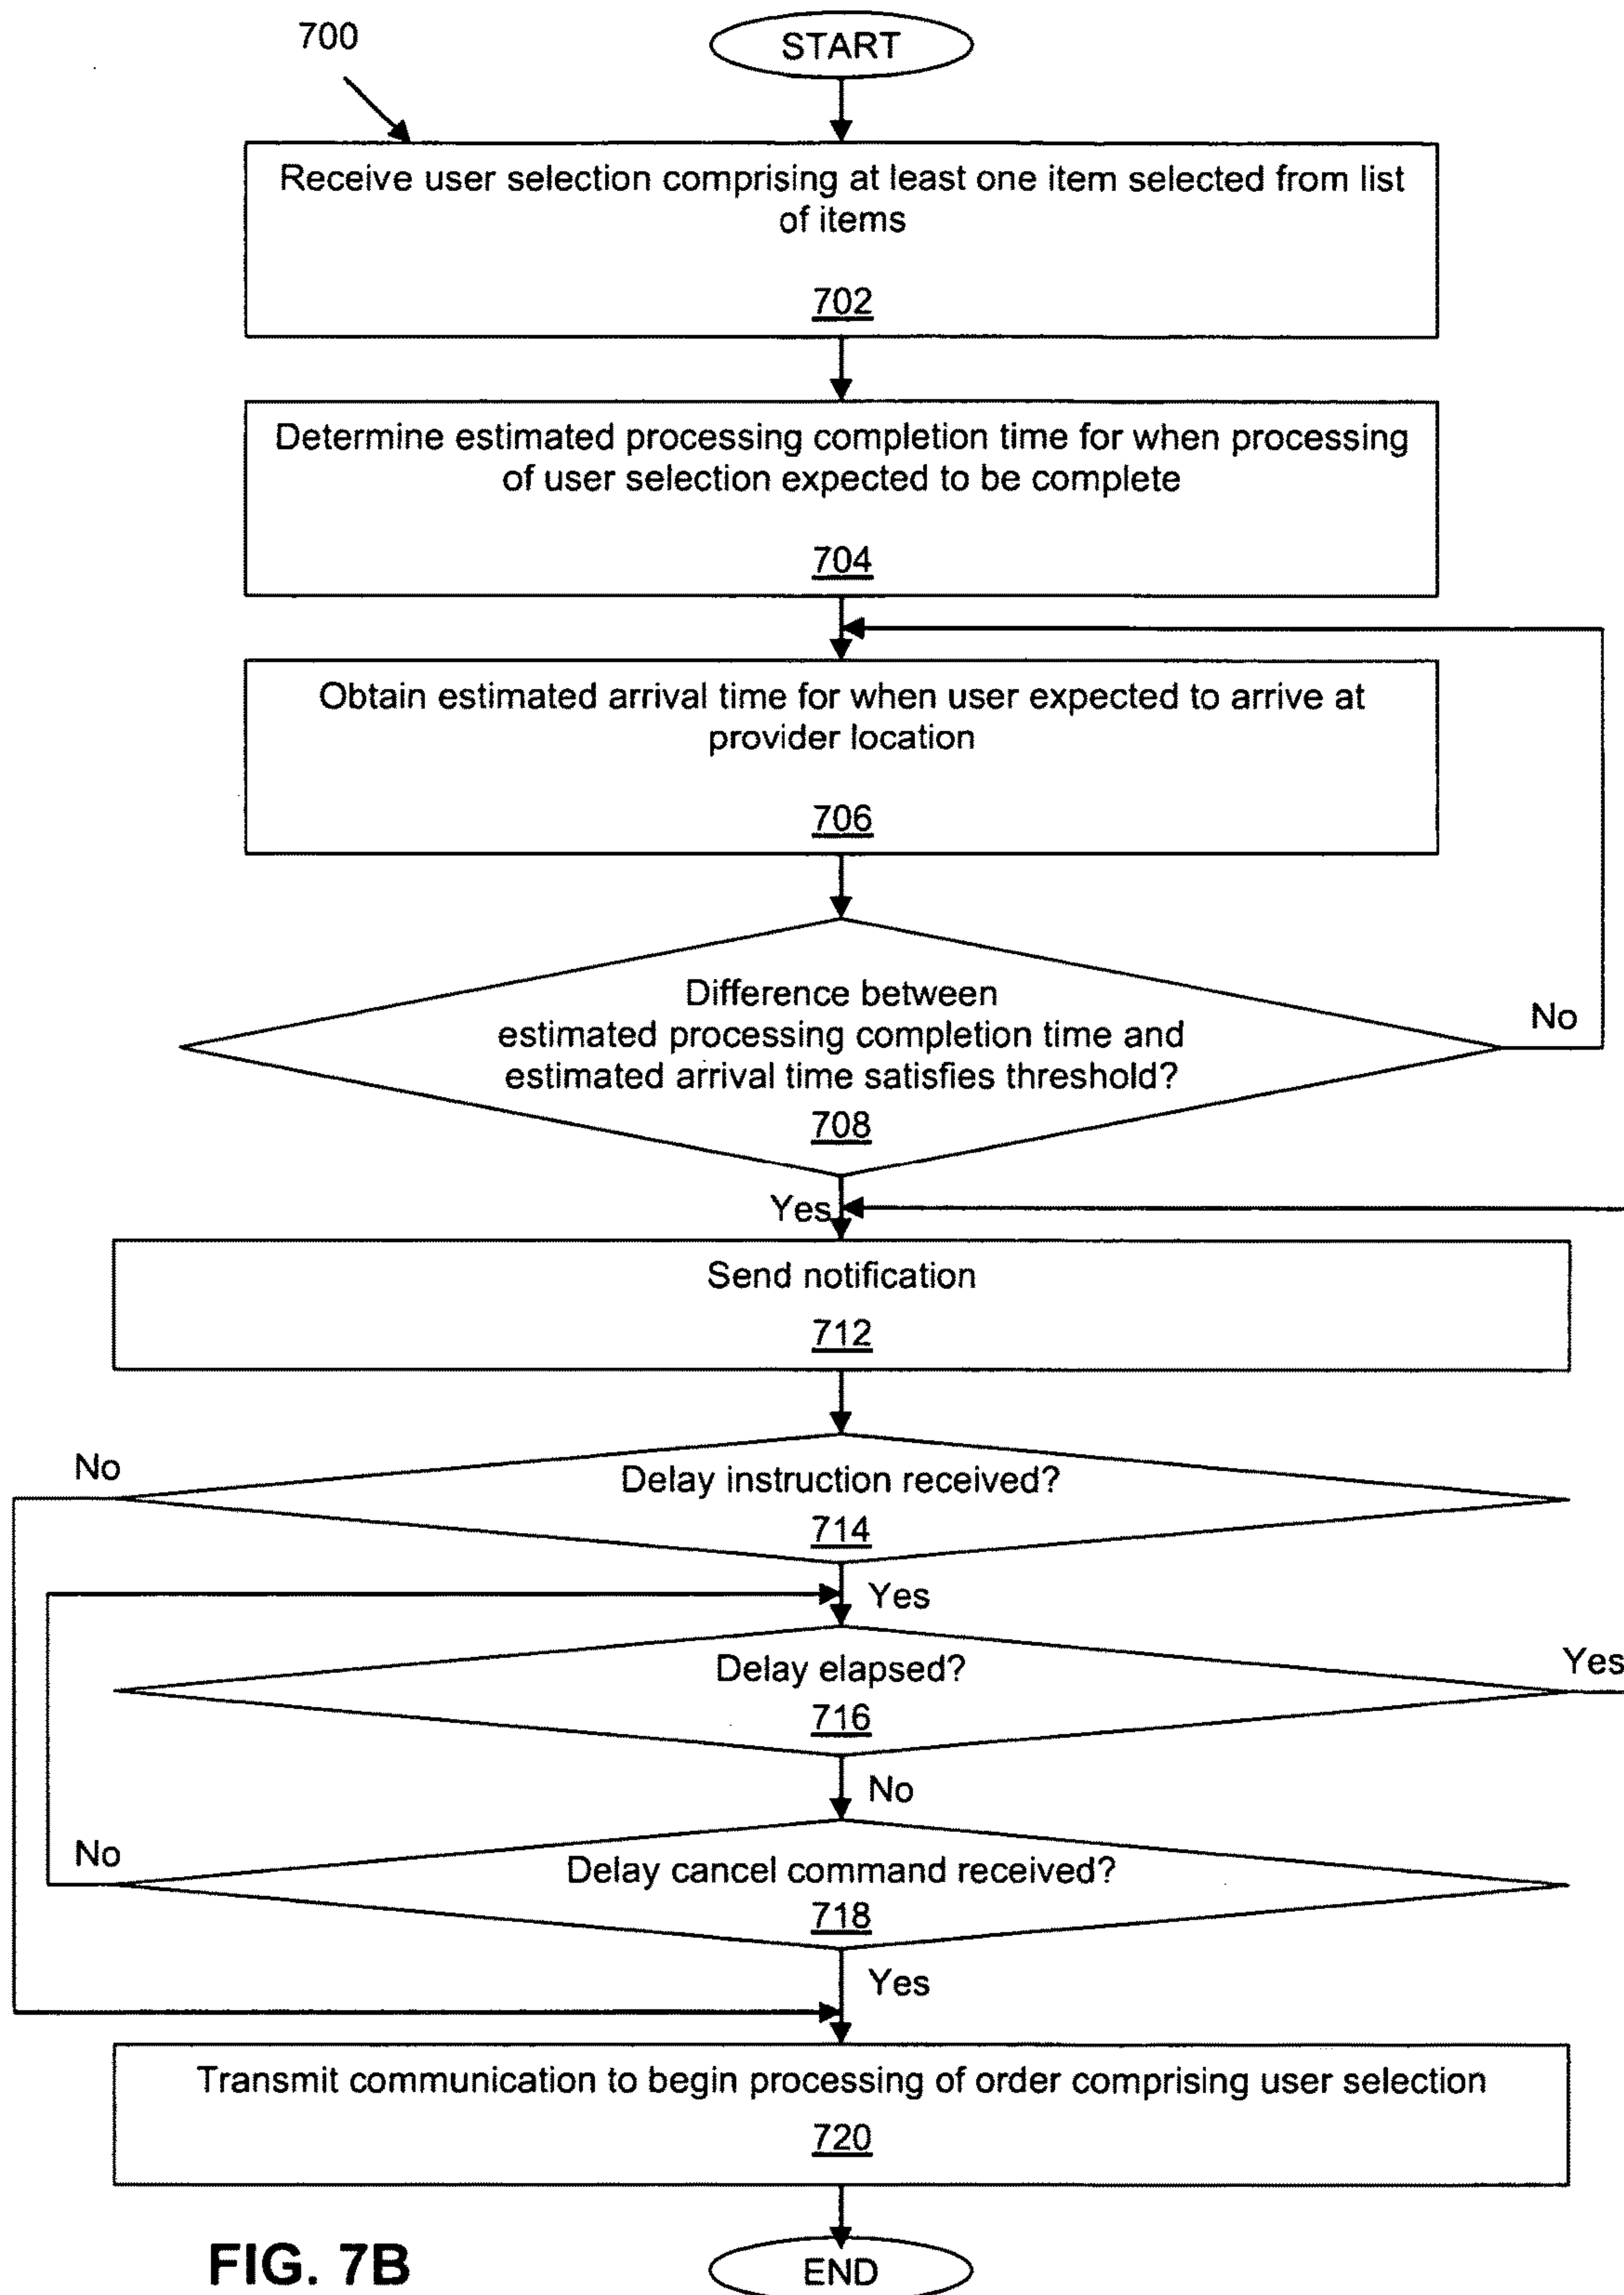 700
START
Receive user selection comprising at least one item selected from list
of items
702
Determine estimated processing completion time for when processing
of user selection expected to be complete
704
Obtain estimated arrival time for when user expected to arrive at
provider location
706
Difference between
estimated processing completion time and
estimated arrival time satisfies threshold?
708
No
Yes
Send notification
712
No
Delay instruction received?
714
Yes
Delay elapsed?
716
Yes
No
No
Delay cancel command received?
718
Yes
Transmit communication to begin processing of order comprising user selection
720
FIG. 7B
END